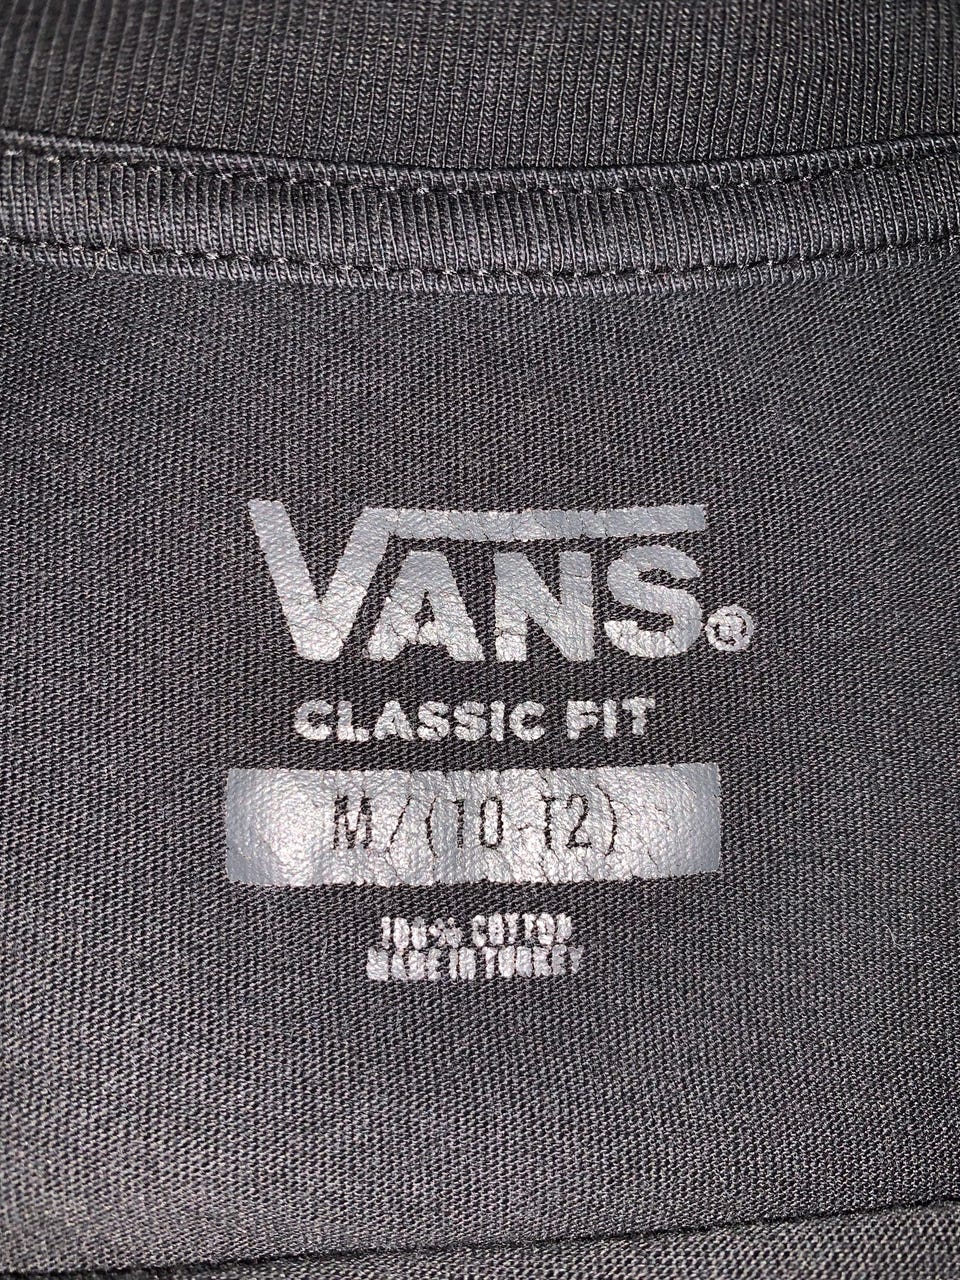 VANS®
CLASSIC FIT
M/(10-12)
100% COTTON
MADE IN TURKEY